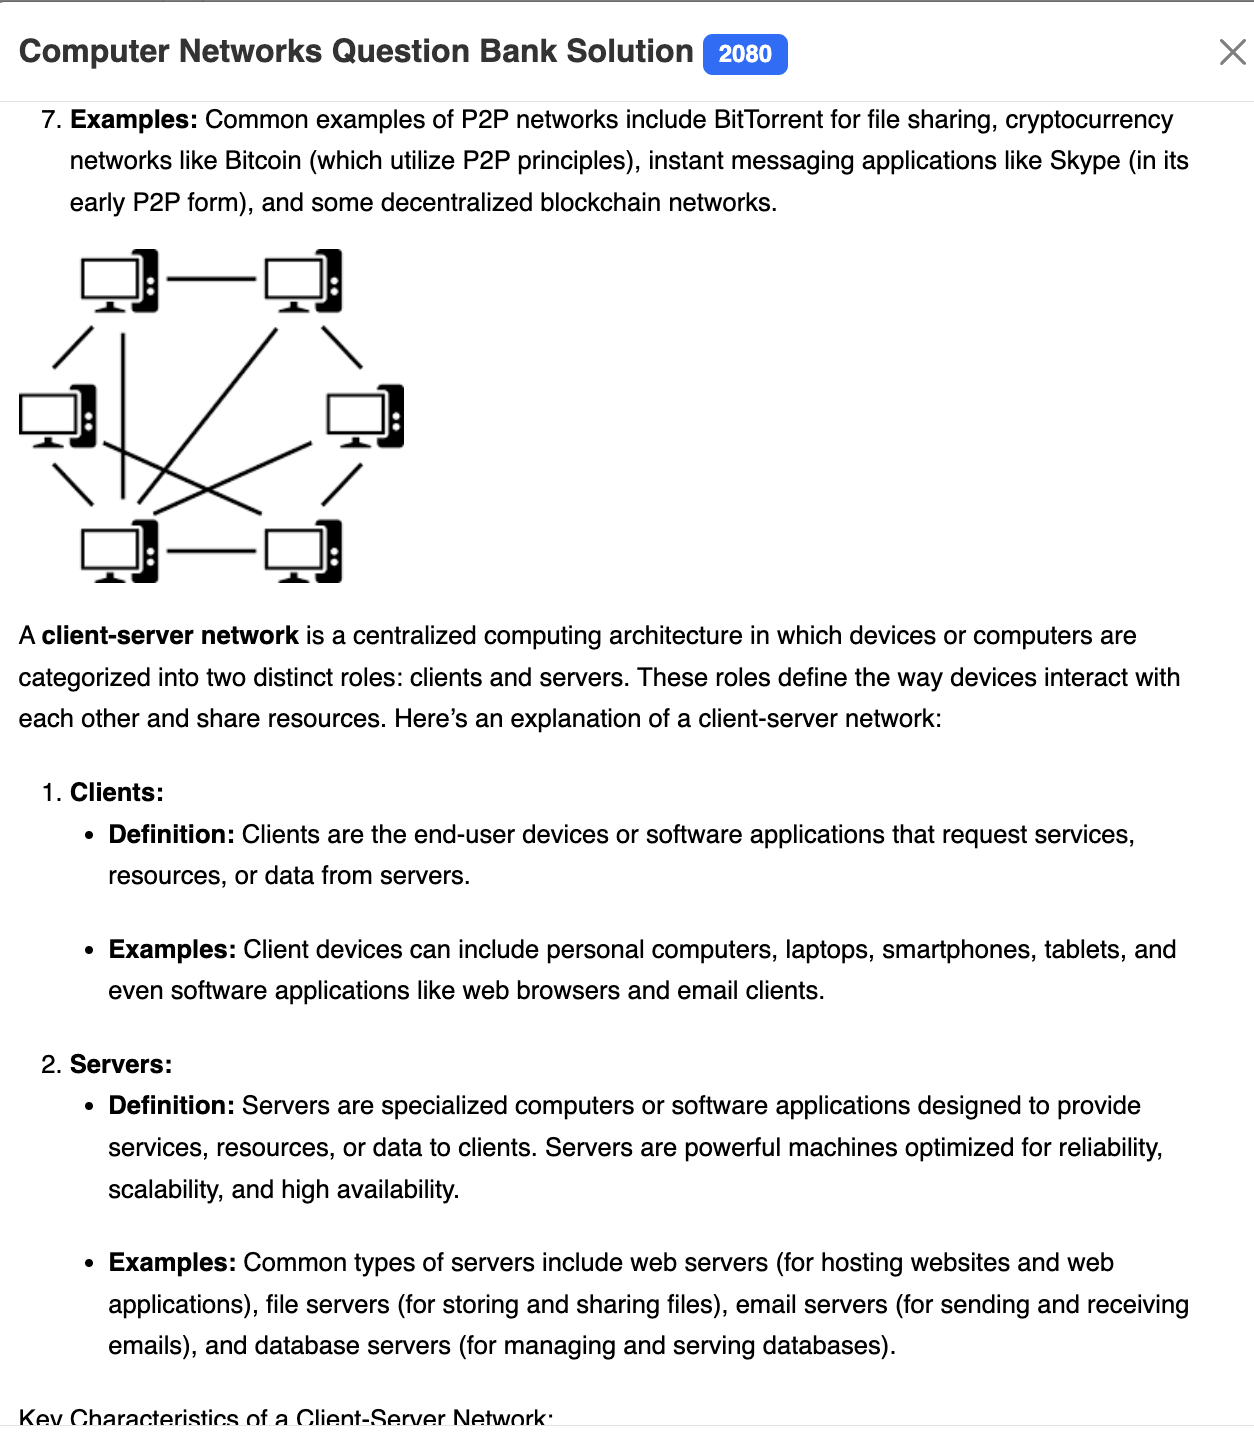 Computer Networks Question Bank Solution 2080
7. Examples: Common examples of P2P networks include BitTorrent for file sharing, cryptocurrency
networks like Bitcoin (which utilize P2P principles), instant messaging applications like Skype (in its
early P2P form), and some decentralized blockchain networks.
A client-server network is a centralized computing architecture in which devices or computers are
categorized into two distinct roles: clients and servers. These roles define the way devices interact with
each other and share resources. Here’s an explanation of a client-server network:
1. Clients:
• Definition: Clients are the end-user devices or software applications that request services,
resources, or data from servers.
• Examples: Client devices can include personal computers, laptops, smartphones, tablets, and
even software applications like web browsers and email clients.
2. Servers:
• Definition: Servers are specialized computers or software applications designed to provide
services, resources, or data to clients. Servers are powerful machines optimized for reliability,
scalability, and high availability.
• Examples: Common types of servers include web servers (for hosting websites and web
applications), file servers (for storing and sharing files), email servers (for sending and receiving
emails), and database servers (for managing and serving databases).
Key Characteristics of a Client-Server Network: